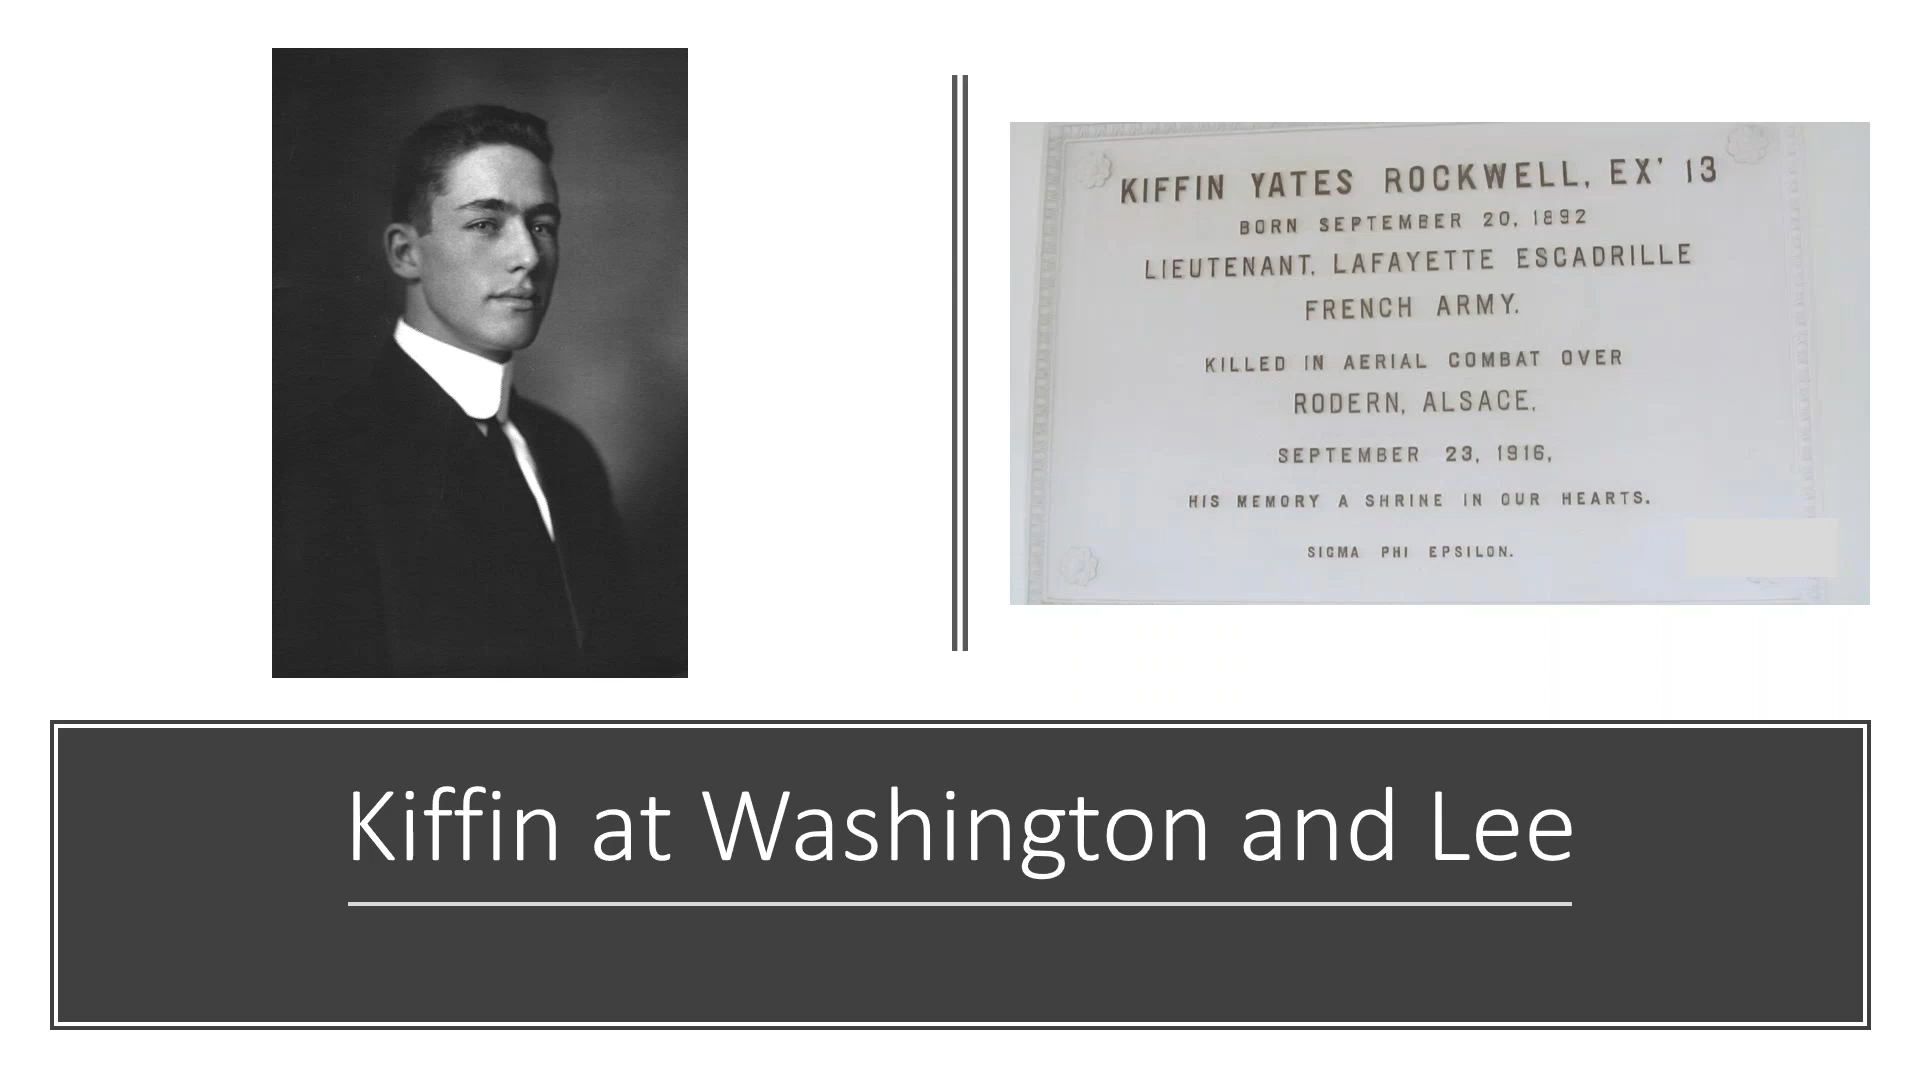 KIFFIN YATES ROCKWELL, EX' 13
BORN SEPTEMBER 20, 1892
LIEUTENANT, LAFAYETTE ESCADRILLE
FRENCH ARMY.
KILLED IN AERIAL COMBAT OVER
RODERN, ALSACE,
SEPTEMBER 23, 1916,
HIS MEMORY A SHRINE IN OUR HEARTS.
SIGMA PHI EPSILON.
Kiffin at Washington and Lee